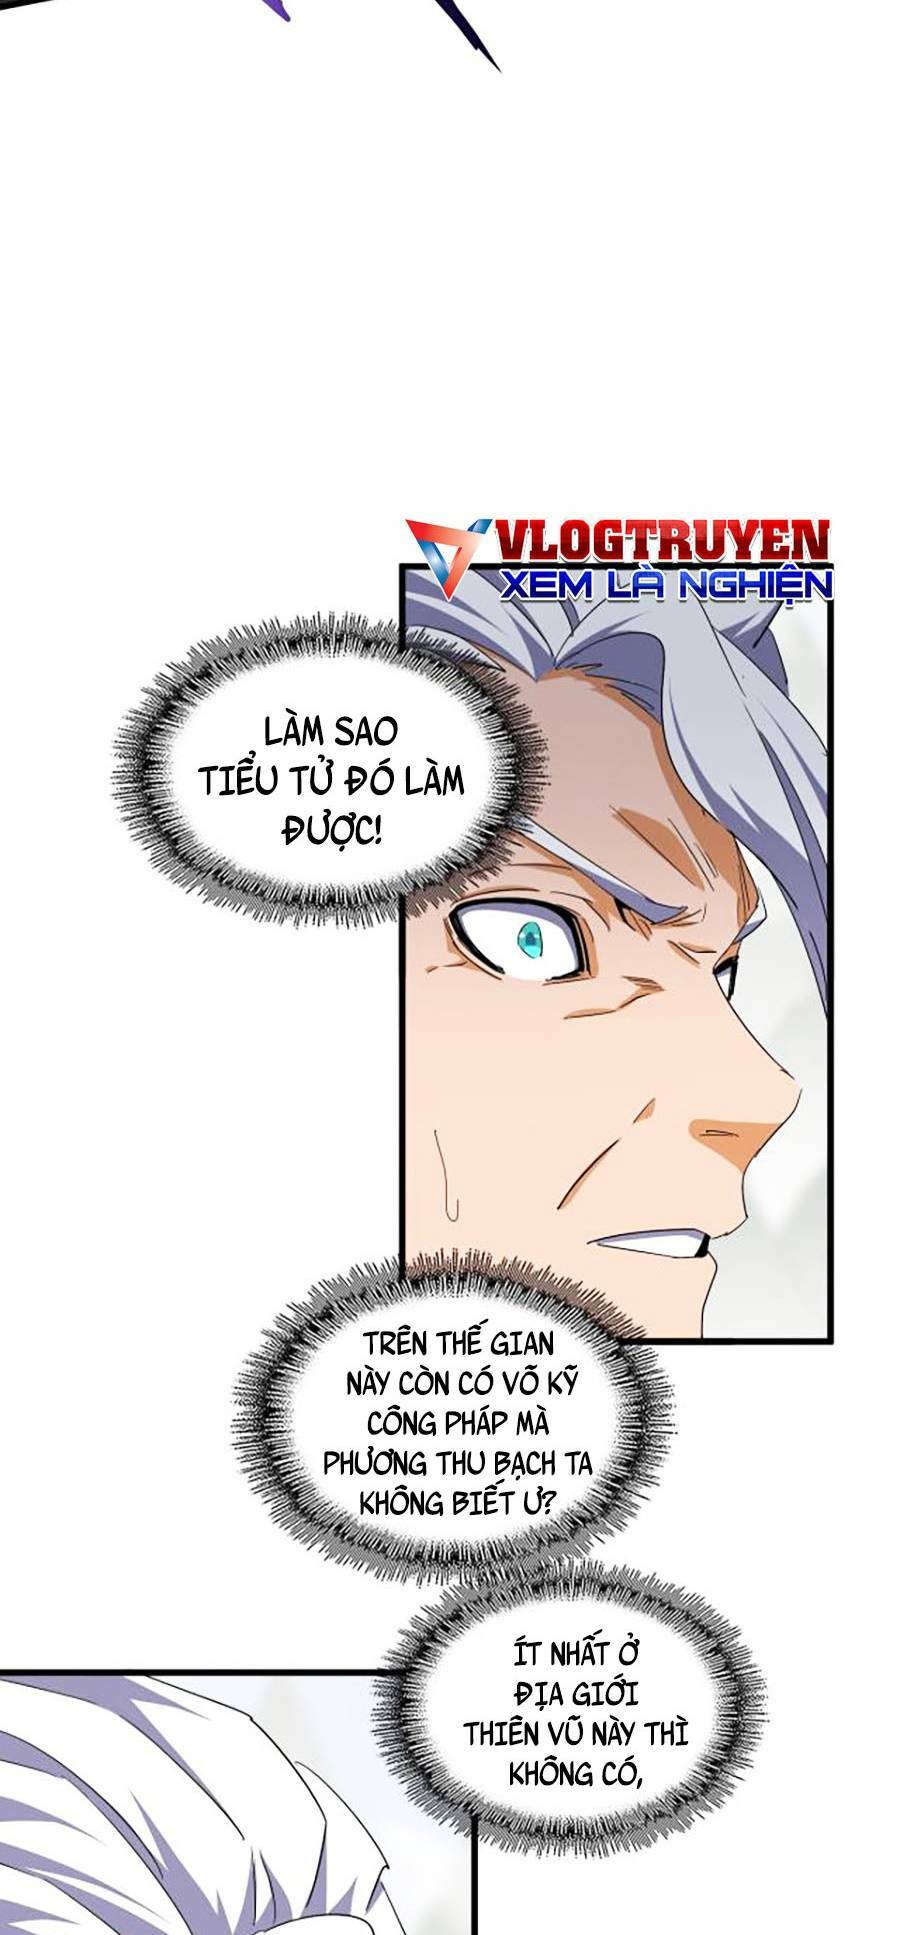 VLOGTRUYEN
XEM LÀ NGHIỆN
LÀM SAO
TIỂU TỬ ĐÓ LÀM
ĐƯỢC!
TRÊN THẾ GIAN
NÀY CÒN CÓ VÕ KỸ
CÔNG PHÁP MÀ
PHƯƠNG THU BẠCH TA
KHÔNG BIẾT Ư?
ÍT NHẤT Ở
ĐỊA GIỚI
THIÊN VŨ NÀY THÌ
KHÔNG CÓ,